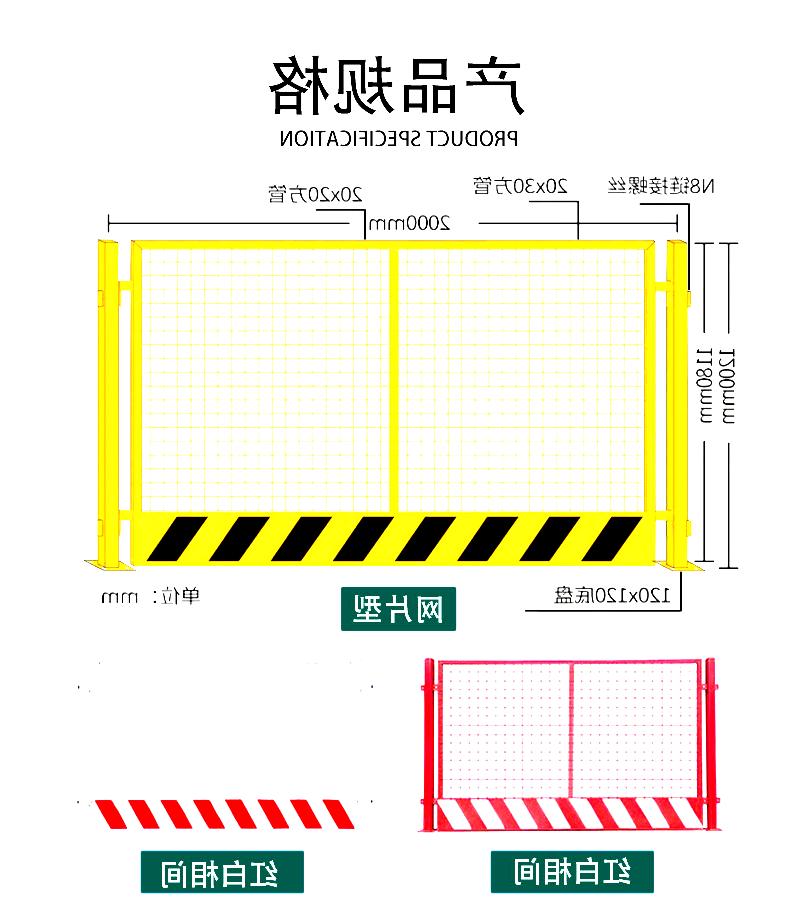 产品规格
PRODUCT SPECIFICATION
N8链接螺丝
20x30方管
20x20方管
2000mm
1200mm
1180mm
120x120底盘
网片型
单位：mm
红白相间
红白相间